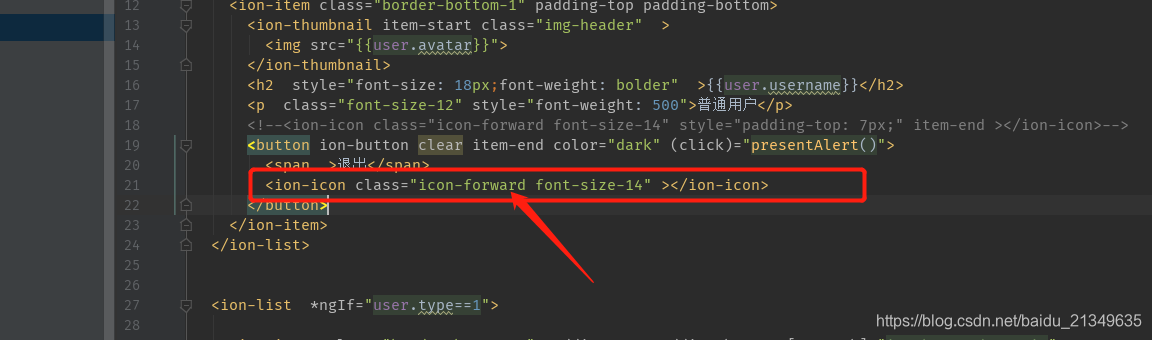 12 <ion-item class="border-bottom-1" padding-top padding-bottom>
13 <ion-thumbnail item-start class="img-header"  >
14 <img src="{{user.avatar}}">
15 </ion-thumbnail>
16 <h2  style="font-size: 18px;font-weight: bolder"  >{{user.username}}</h2>
17 <p  class="font-size-12" style="font-weight: 500">普通用户</p>
18 <!--<ion-icon class="icon-forward font-size-14" style="padding-top: 7px;" item-end ></ion-icon>-->
19 <button ion-button clear item-end color="dark" (click)="presentAlert()">
20 <span  >退出</span>
21 <ion-icon class="icon-forward font-size-14" ></ion-icon>
22 </button>
23 </ion-item>
24 </ion-list>
25
26
27 <ion-list  *ngIf="user.type==1">
28
https://blog.csdn.net/baidu_21349635